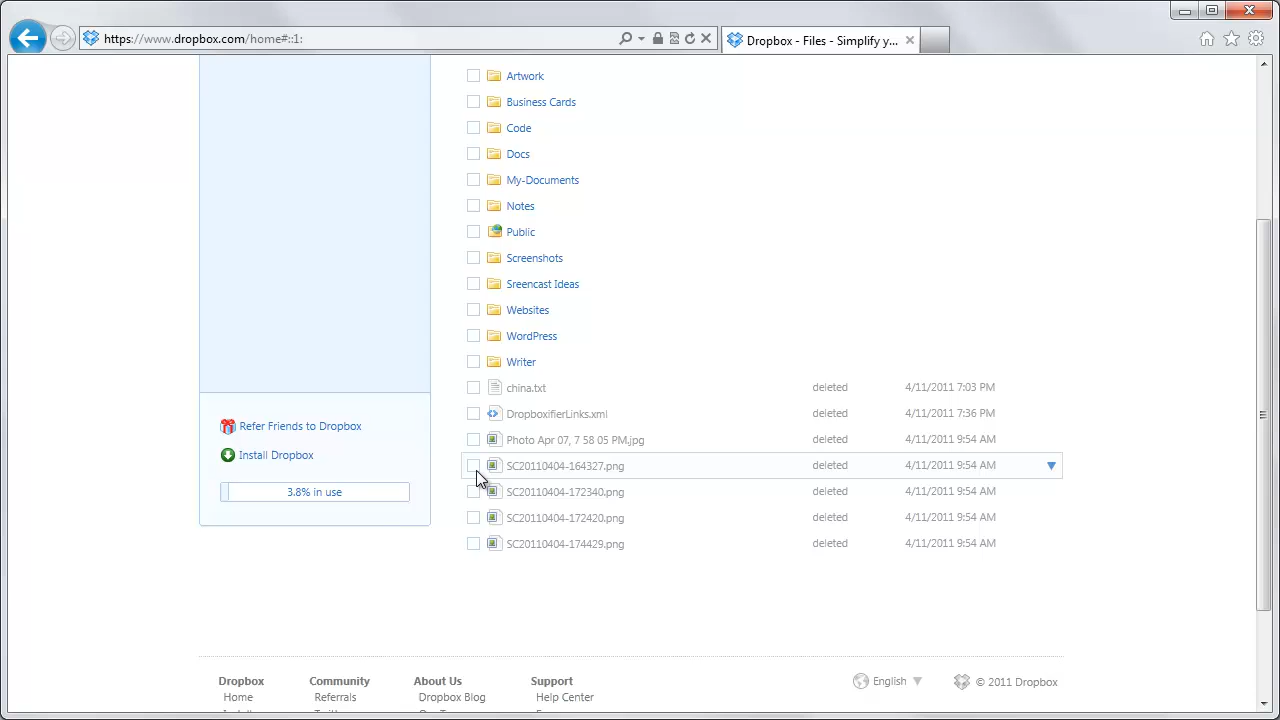 https://www.dropbox.com/home#::1:
Dropbox - Files - Simplify y...
Artwork
Business Cards
Code
Docs
My-Documents
Notes
Public
Screenshots
Sreencast Ideas
Websites
WordPress
Writer
china.txt deleted 4/11/2011 7:03 PM
DropboxifierLinks.xml deleted 4/11/2011 7:36 PM
Photo Apr 07, 7 58 05 PM.jpg deleted 4/11/2011 9:54 AM
SC20110404-164327.png deleted 4/11/2011 9:54 AM
SC20110404-172340.png deleted 4/11/2011 9:54 AM
SC20110404-172420.png deleted 4/11/2011 9:54 AM
SC20110404-174429.png deleted 4/11/2011 9:54 AM
Refer Friends to Dropbox
Install Dropbox
3.8% in use
Dropbox Community About Us Support
Home Referrals Dropbox Blog Help Center
English © 2011 Dropbox